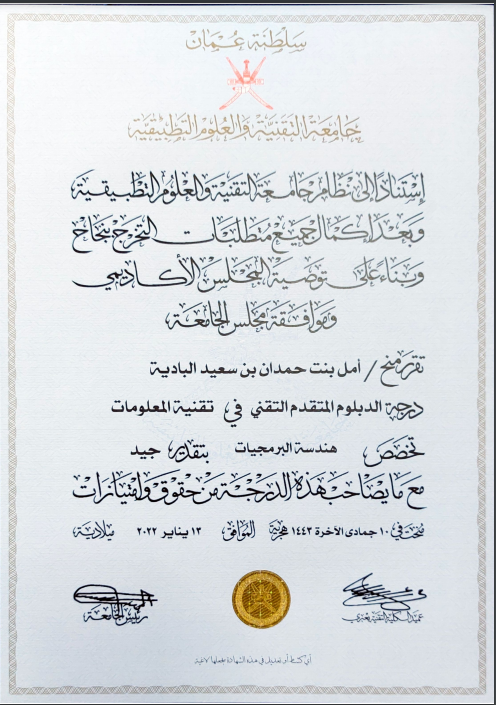 سلطنة عُمان
جامعة التقنية والعلوم التطبيقية
إستناداً إلى نظام جامعة التقنية والعلوم التطبيقية
وبعد إكمال جميع متطلبات التخرج بنجاح
وبناءً على توصية المجلس الأكاديمي
وموافقة مجلس الجامعة
تقرر منح / أمل بنت حمدان بن سعيد البادية
درجة الدبلوم المتقدم التقني في تقنية المعلومات
تخصص هندسة البرمجيات بتقدير جيد
مع ما يصاحب هذه الدرجة من حقوق وامتيازات
منحت في ١٠ جمادى الآخرة ١٤٤٣ هجرية الموافق ١٣ يناير ٢٠٢٢ ميلادية
عميد الكلية التقنية بعبري
رئيس الجامعة
أي كشط أو تعديل في هذه الشهادة يجعلها لاغية